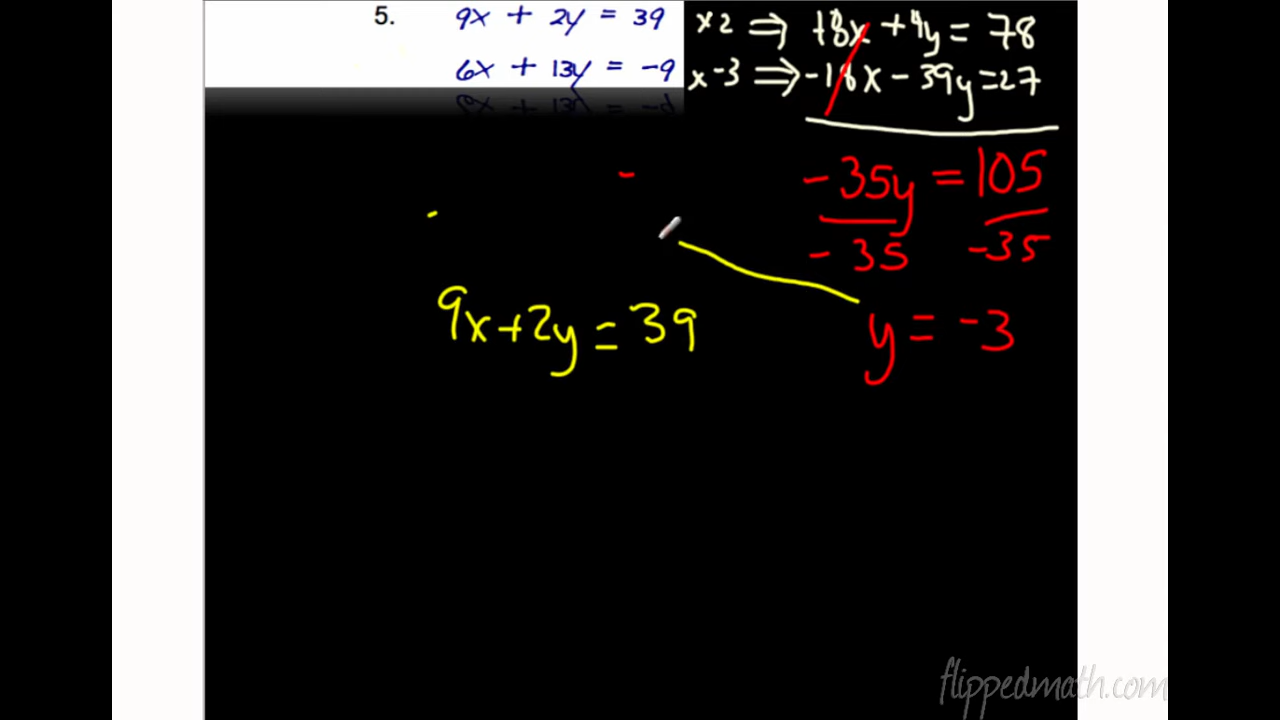 5. 9x + 2y = 39 x2 ⇒ 18x + 4y = 78
6x + 13y = -9 x -3 ⇒ -18x - 39y = 27
-35y = 105
-35 -35
9x + 2y = 39 y = -3
flippedmath.com